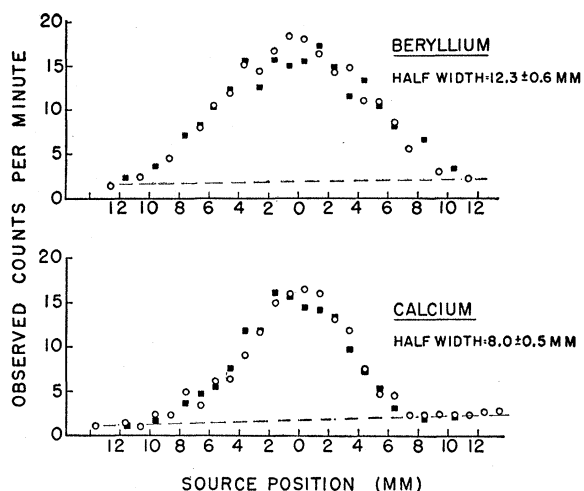 OBSERVED COUNTS PER MINUTE
20
15
10
5
0
BERYLLIUM
HALF WIDTH=12.3±0.6 MM
12 10 8 6 4 2 0 2 4 6 8 10 12
20
15
10
5
0
CALCIUM
HALF WIDTH=8.0±0.5 MM
12 10 8 6 4 2 0 2 4 6 8 10 12
SOURCE POSITION (MM)